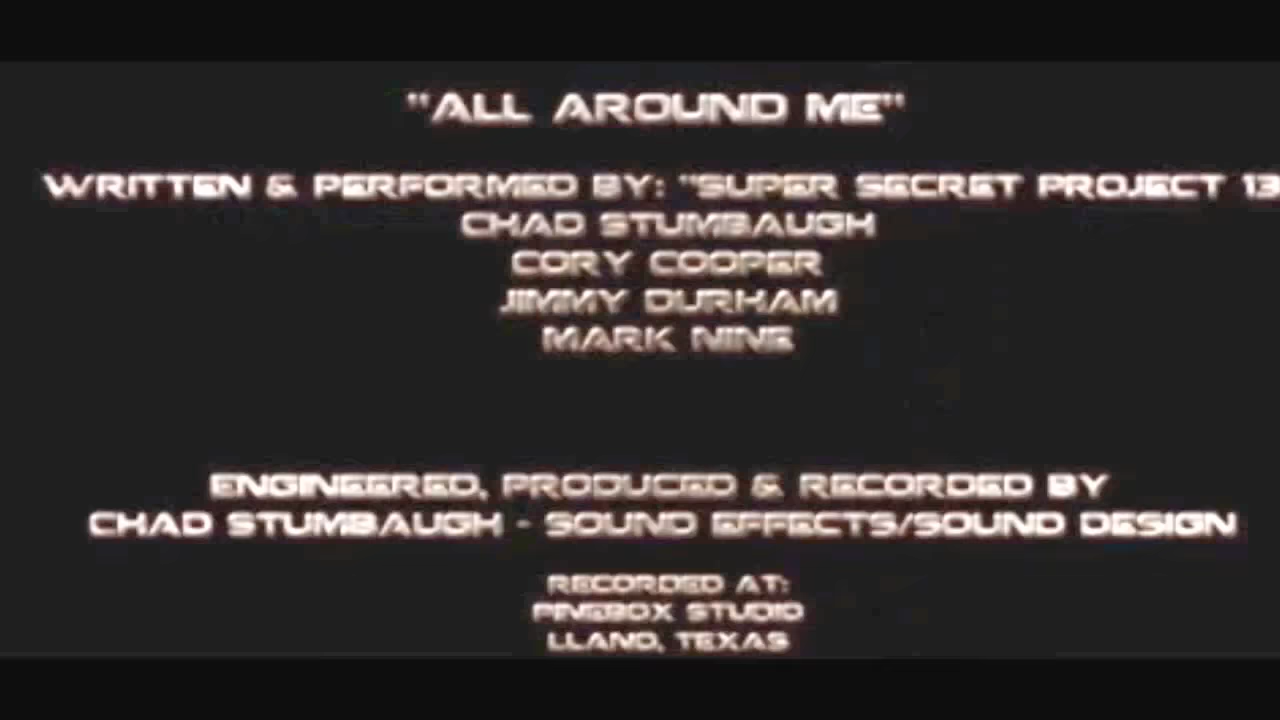 "ALL AROUND ME"
WRITTEN & PERFORMED BY: "SUPER SECRET PROJECT 13
CHAD STUMBAUGH
CORY COOPER
JIMMY DURHAM
MARK NINE
ENGINEERED, PRODUCED & RECORDED BY
CHAD STUMBAUGH - SOUND EFFECTS/SOUND DESIGN
RECORDED AT:
PINEBOX STUDIO
LLANO, TEXAS